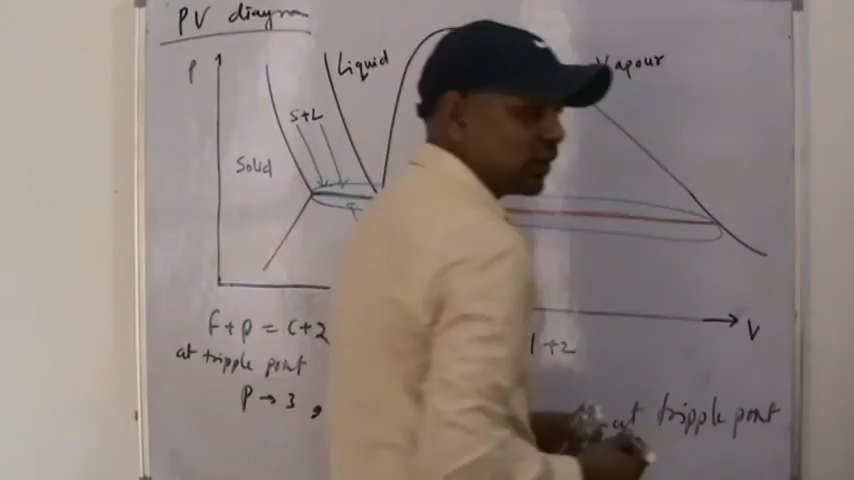 PV diagram
P
Liquid
Vapour
S+L
Solid
V
F+P = C+2
1+2
at tripple point
P → 3 ,
at tripple point